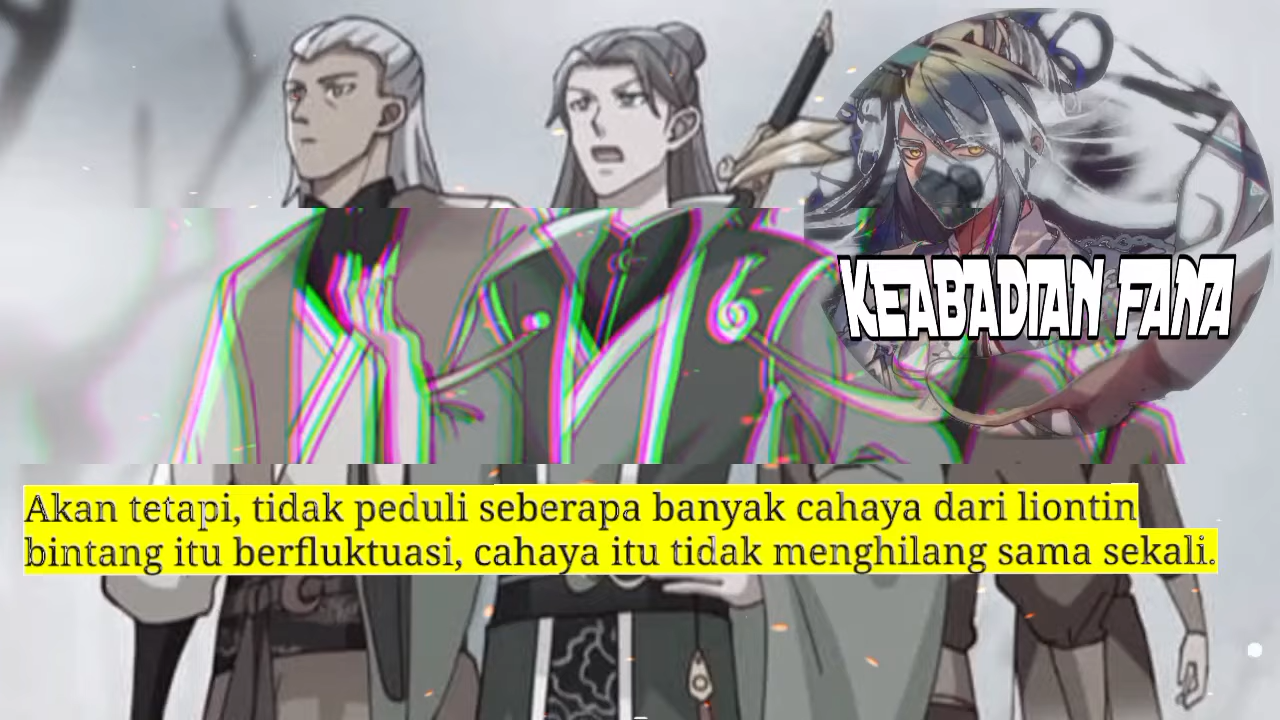 KEABADIAN FANA
Akan tetapi, tidak peduli seberapa banyak cahaya dari liontin
bintang itu berfluktuasi, cahaya itu tidak menghilang sama sekali.